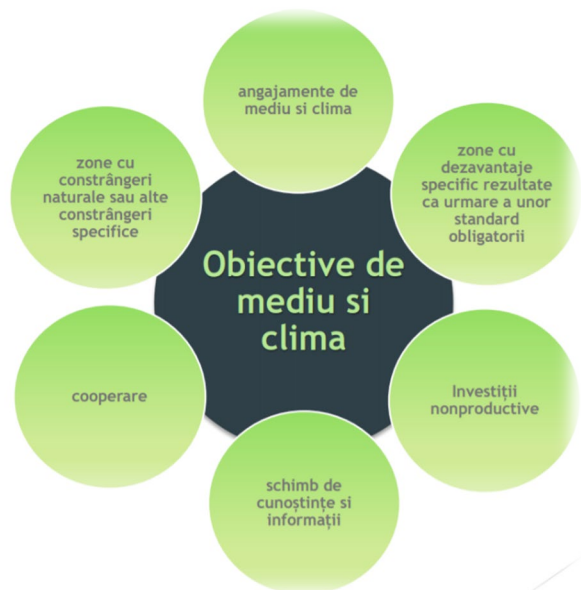 angajamente de
mediu si clima
zone cu
dezavantaje
specific rezultate
ca urmare a unor
standard
obligatorii
Investiții
nonproductive
schimb de
cunoștințe si
informații
cooperare
zone cu
constrângeri
naturale sau alte
constrângeri
specifice
Obiective de
mediu si
clima